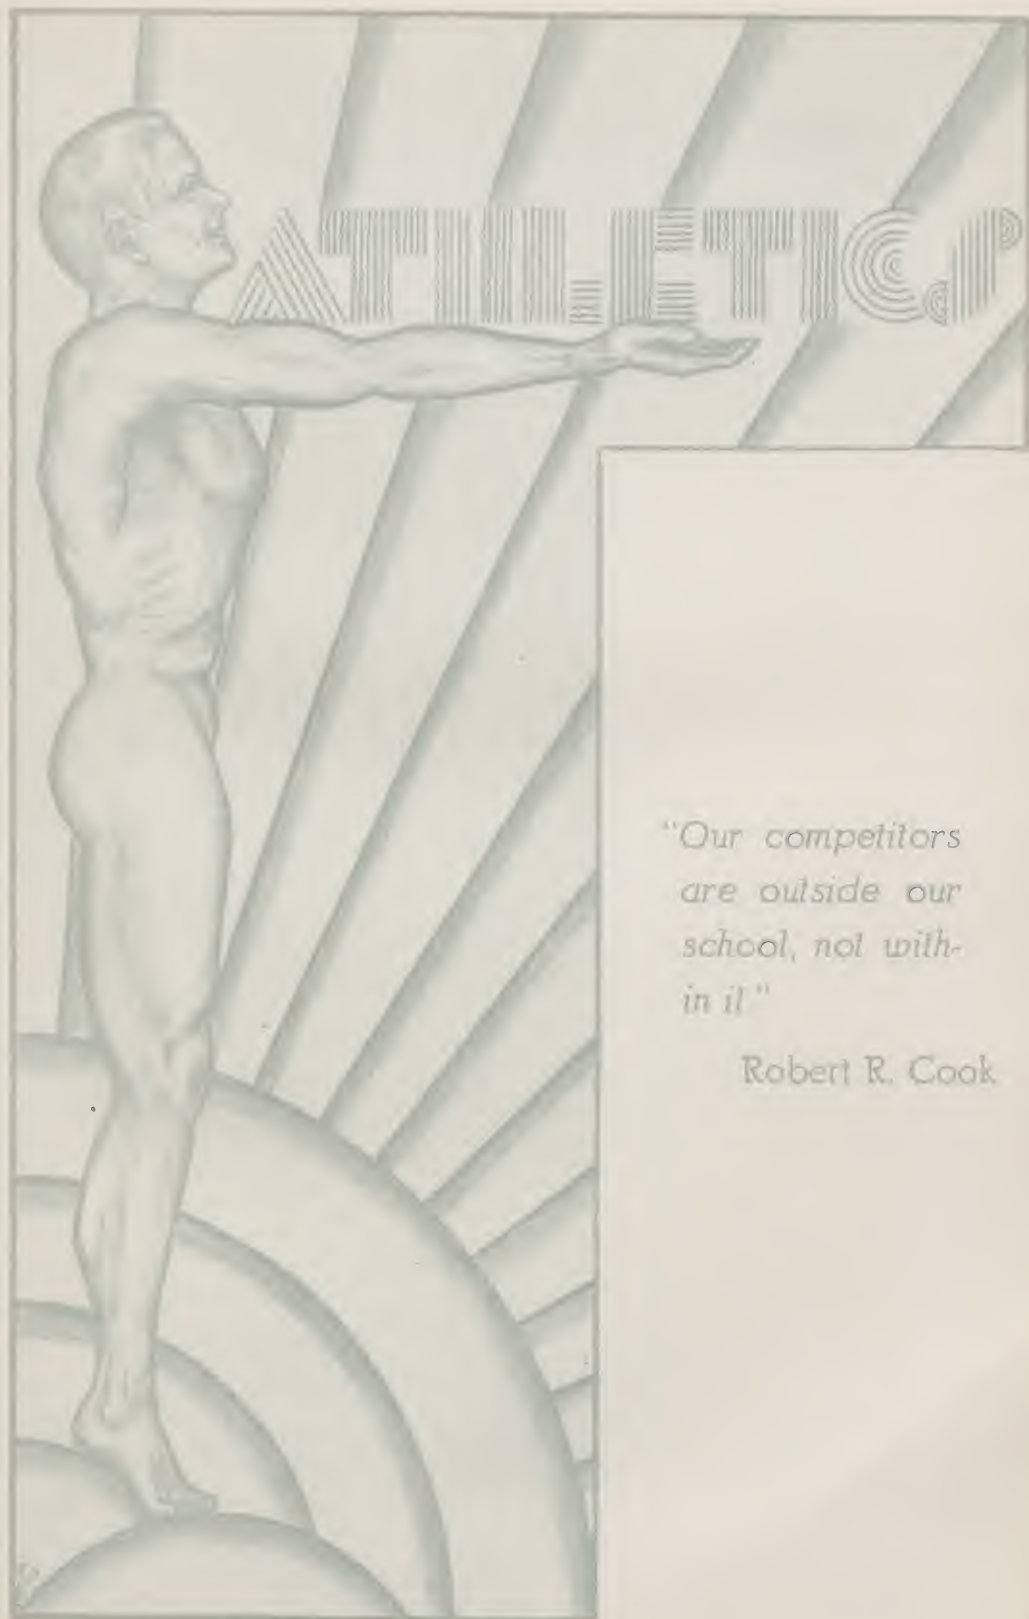 ATHLETICS
"Our competitors
are outside our
school, not with-
in it"
Robert R. Cook